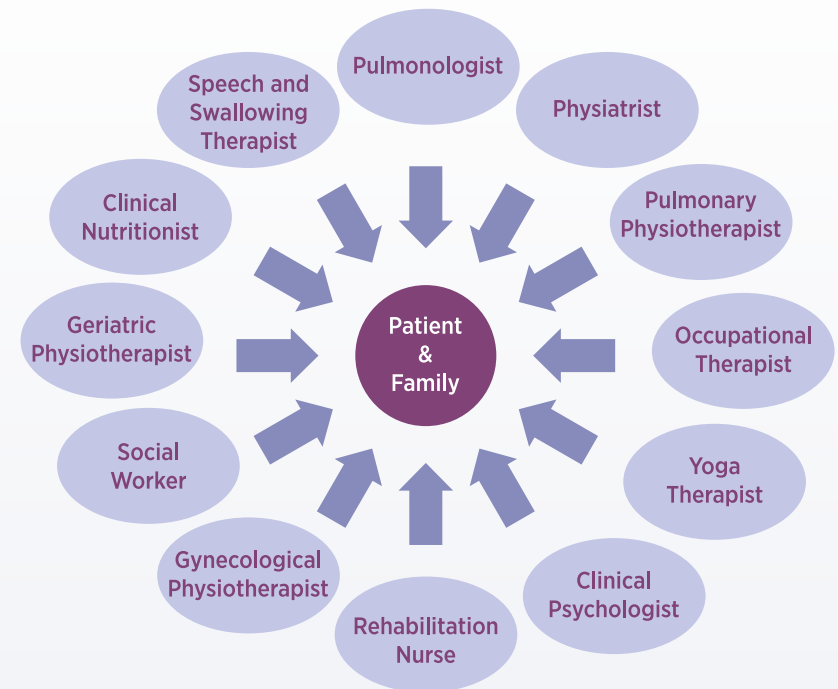 Pulmonologist
Physiatrist
Pulmonary
Physiotherapist
Occupational
Therapist
Yoga
Therapist
Clinical
Psychologist
Rehabilitation
Nurse
Gynecological
Physiotherapist
Social
Worker
Geriatric
Physiotherapist
Clinical
Nutritionist
Speech and
Swallowing
Therapist
Patient
&
Family